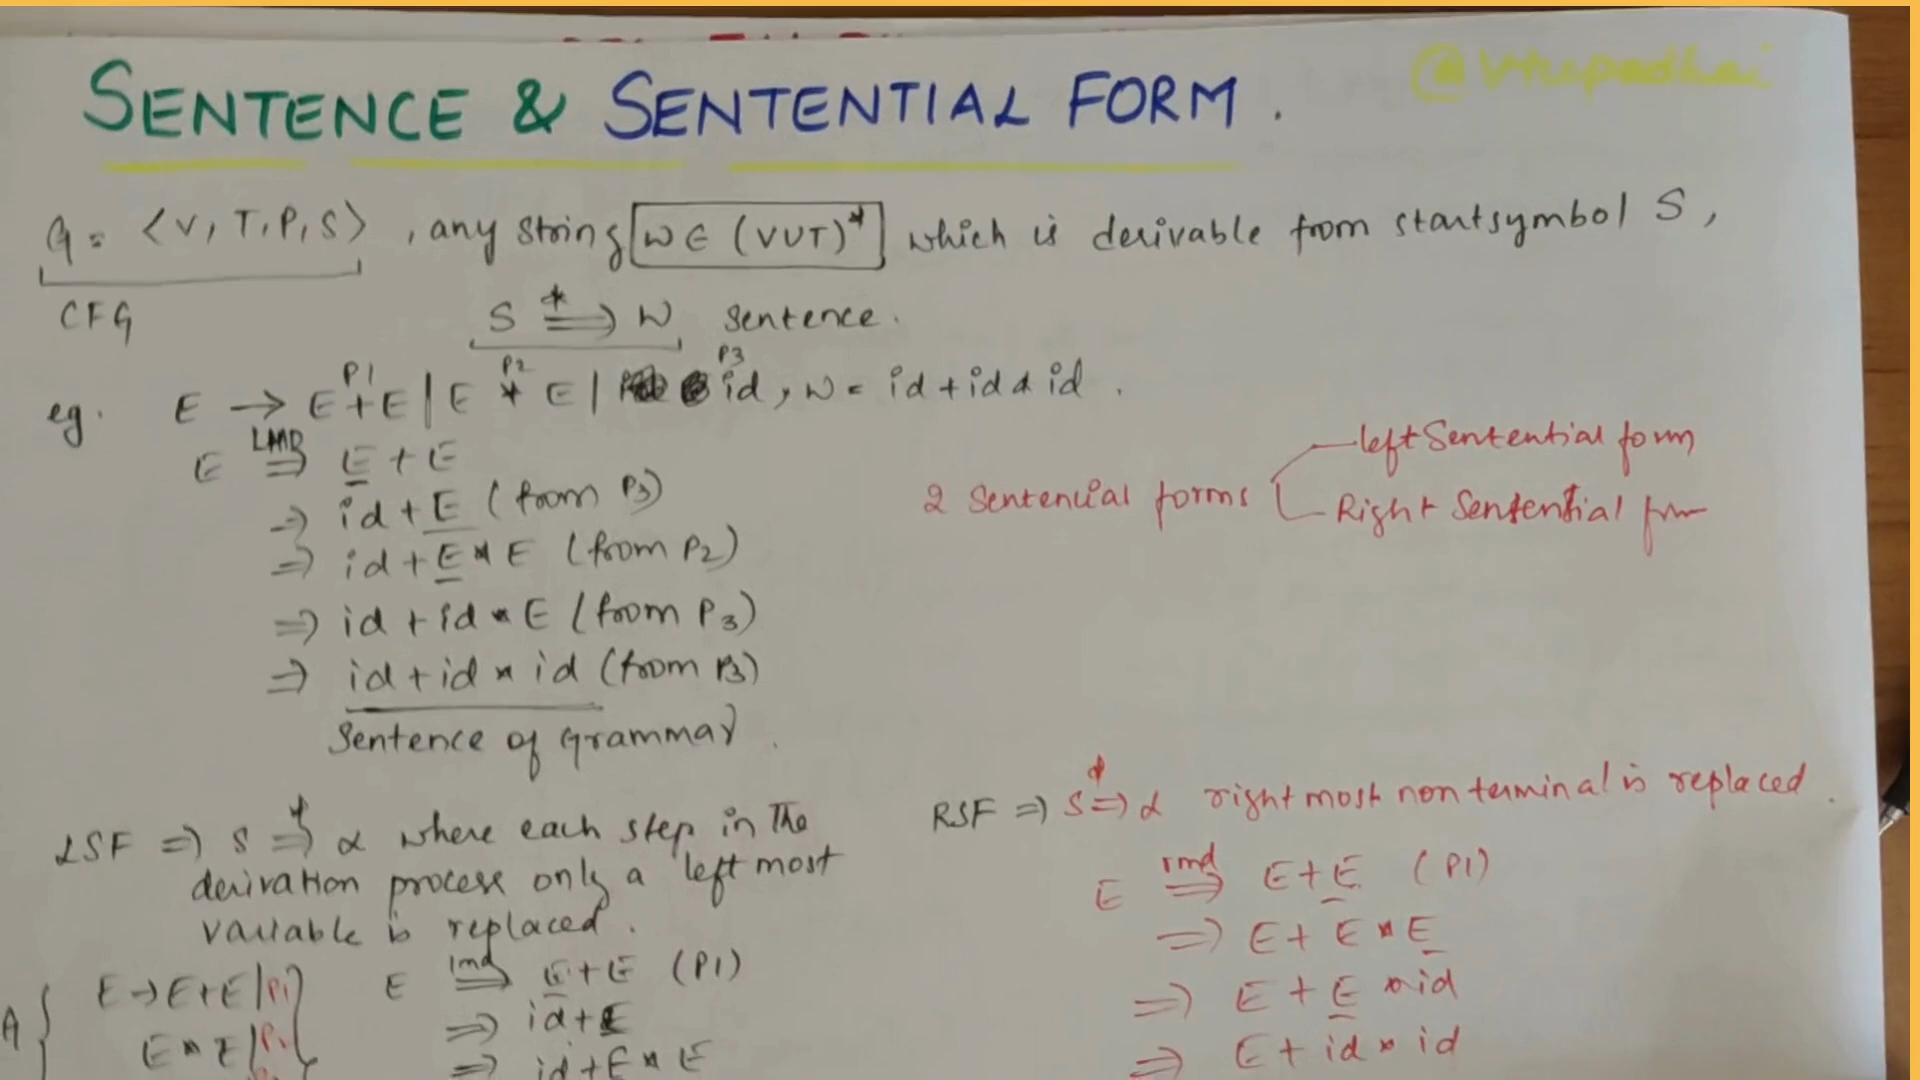 SENTENCE & SENTENTIAL FORM.
G = <V, T, P, S>, any string w ∈ (VUT)* which is derivable from startsymbol S,
CFG
S *=> w sentence.
P1 P2 P3
eg. E → E+E | E * E | id, w = id+id*id.
E LMD=> E+E
=> id+E (from P3)
=> id+E*E (from P2)
=> id+id*E (from P3)
=> id+id*id (from P3)
Sentence of Grammar.
2 Sentencial forms
left Sentential form
Right Sentential form
LSF => S *=> α where each step in The
derivation process only a left most
variable is replaced.
E → E+E | P1
E * E |
E lmd=> E+E (P1)
=> id+E
=> id+E*E
RSF => S *=> α right most non terminal is replaced.
E rmd=> E+E (P1)
=> E+E*E
=> E+E*id
=> E+id*id